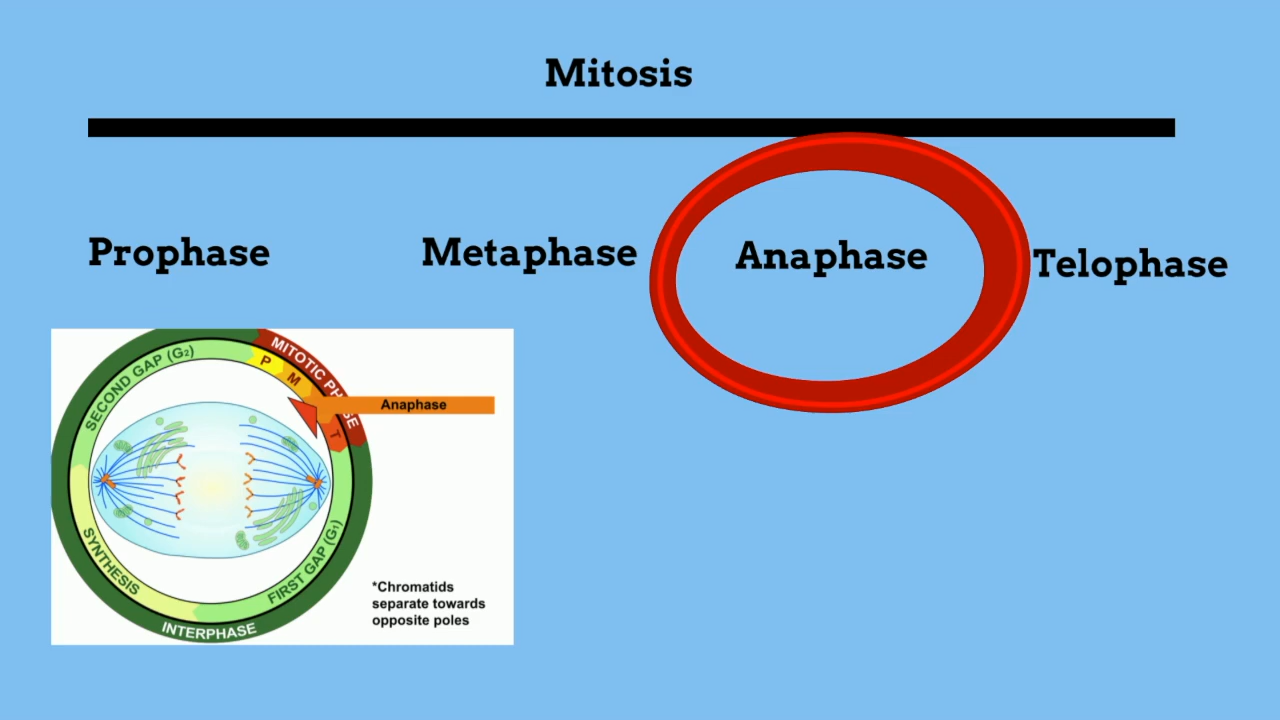 Mitosis
Prophase
Metaphase
Anaphase
Telophase
SECOND GAP (G2)
MITOTIC PHASE
P
M
Anaphase
T
SYNTHESIS
FIRST GAP (G1)
INTERPHASE
*Chromatids
separate towards
opposite poles